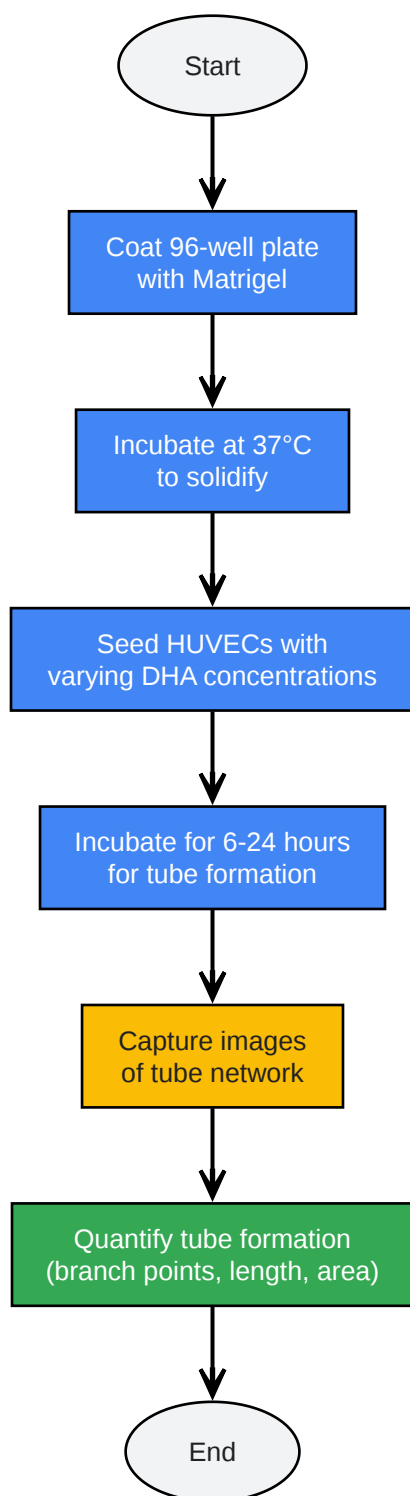 Start
Coat 96-well plate
with Matrigel
Incubate at 37°C
to solidify
Seed HUVECs with
varying DHA concentrations
Incubate for 6-24 hours
for tube formation
Capture images
of tube network
Quantify tube formation
(branch points, length, area)
End